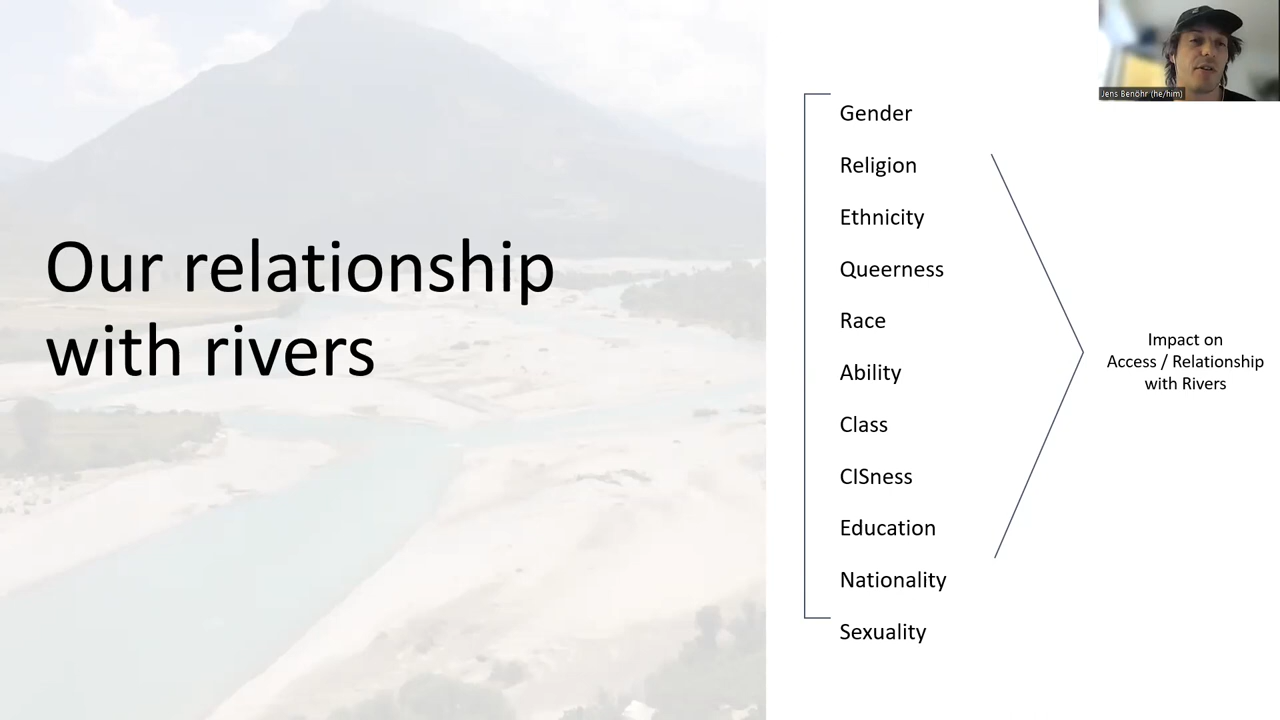 Our relationship
with rivers
Gender
Religion
Ethnicity
Queerness
Race
Ability
Class
CISness
Education
Nationality
Sexuality
Impact on
Access / Relationship
with Rivers
Jens Benöhr (he/him)